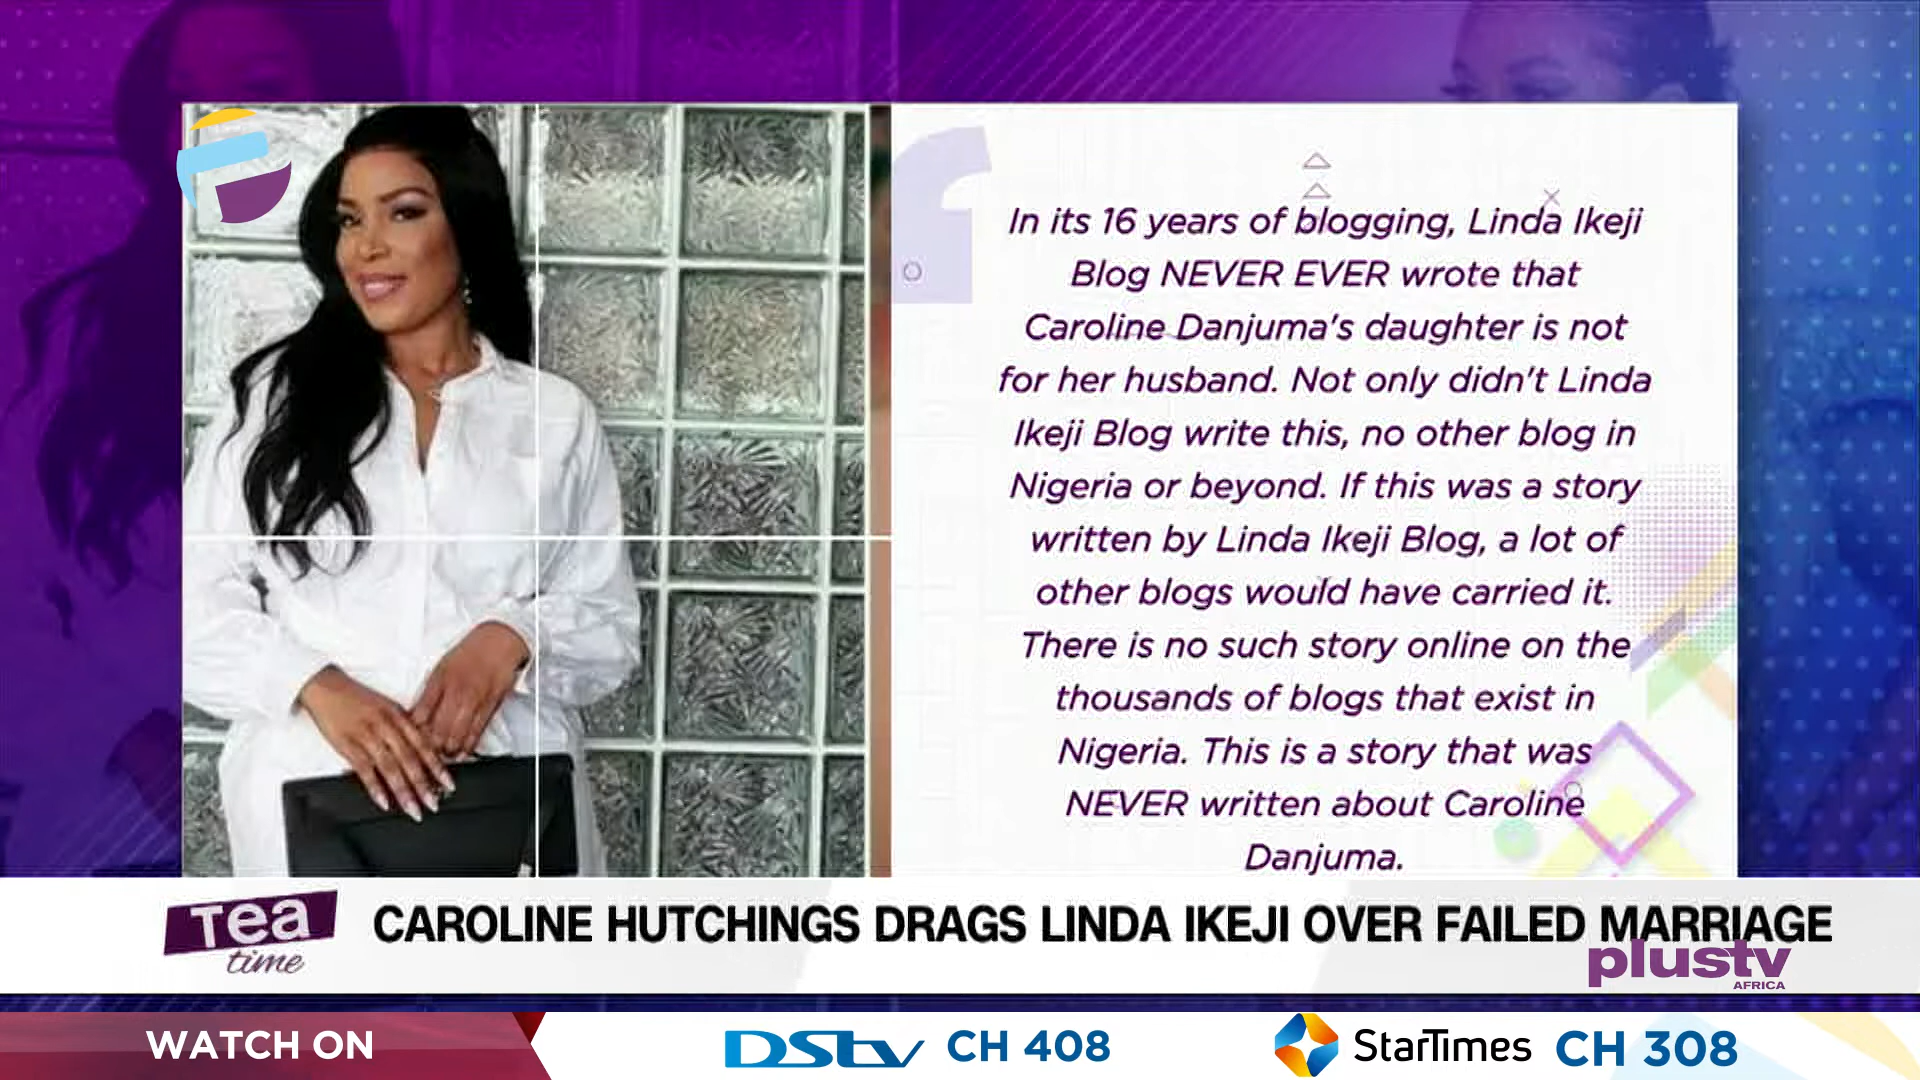 In its 16 years of blogging, Linda Ikeji
Blog NEVER EVER wrote that
Caroline Danjuma's daughter is not
for her husband. Not only didn't Linda
Ikeji Blog write this, no other blog in
Nigeria or beyond. If this was a story
written by Linda Ikeji Blog, a lot of
other blogs would have carried it.
There is no such story online on the
thousands of blogs that exist in
Nigeria. This is a story that was
NEVER written about Caroline
Danjuma.
Tea
time
CAROLINE HUTCHINGS DRAGS LINDA IKEJI OVER FAILED MARRIAGE
plustv
AFRICA
WATCH ON
DStv CH 408
StarTimes CH 308